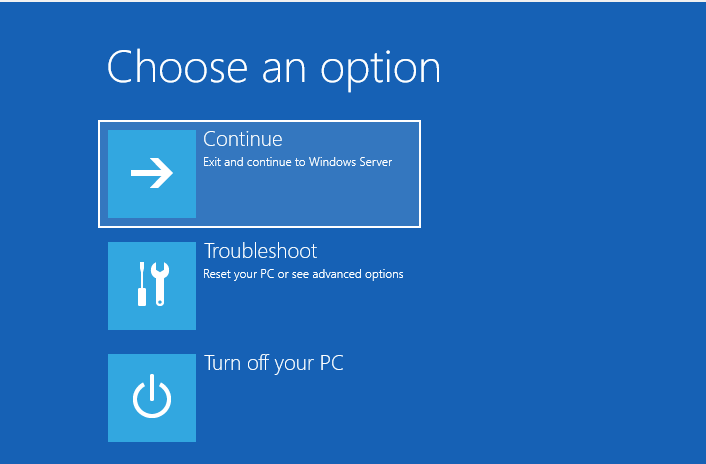 Choose an option
Continue
Exit and continue to Windows Server
Troubleshoot
Reset your PC or see advanced options
Turn off your PC